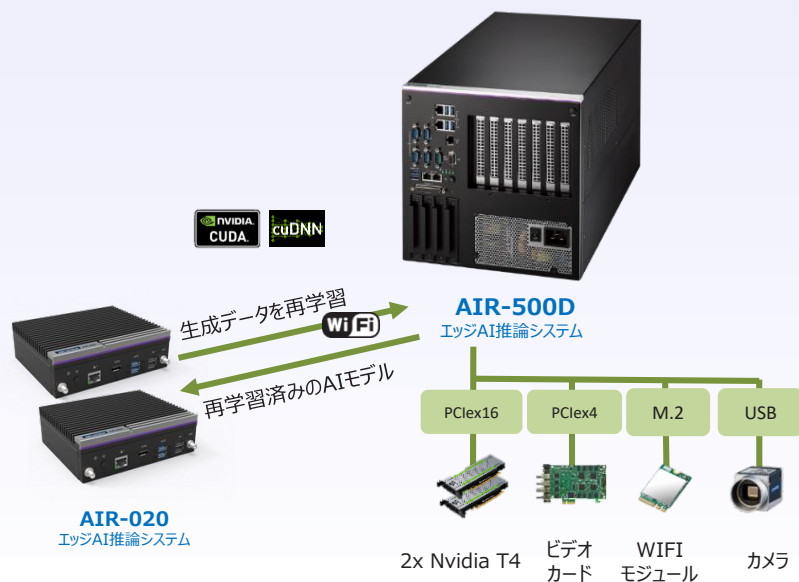 NVIDIA
CUDA
cuDNN
AIR-500D
エッジAI推論システム
生成データを再学習
Wi Fi
再学習済みのAIモデル
PCIex16
PCIex4
M.2
USB
AIR-020
エッジAI推論システム
2x Nvidia T4
ビデオ
カード
WIFI
モジュール
カメラ